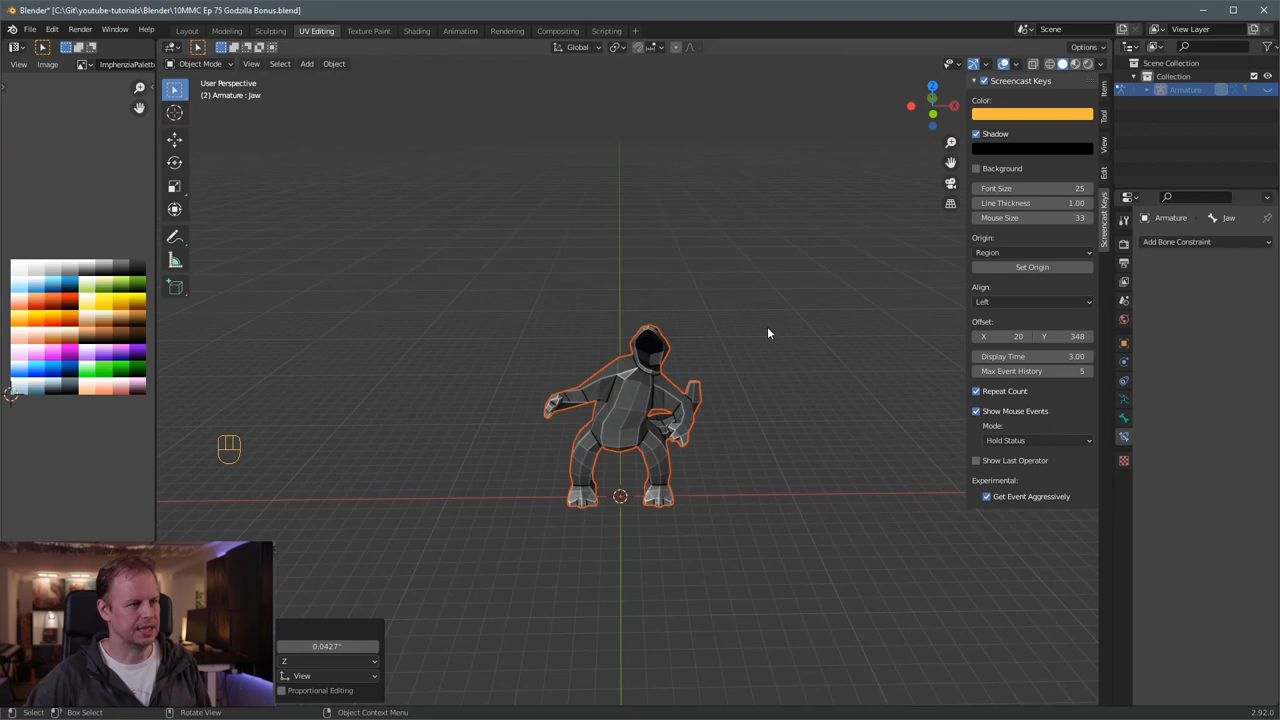 Blender* [C:\Git\youtube-tutorials\Blender\10MMC Ep 75 Godzilla Bonus.blend]
File Edit Render Window Help Layout Modeling Sculpting UV Editing Texture Paint Shading Animation Rendering Compositing Scripting + Scene View Layer
Global Options
View Image ImphenziaPalett Object Mode View Select Add Object
Scene Collection
Collection
Armature
User Perspective
(2) Armature : Jaw
Screencast Keys
Color:
Shadow
Background
Font Size 25
Line Thickness 1.00
Mouse Size 33
Origin:
Region
Set Origin
Align:
Left
Offset:
X 20 Y 348
Display Time 3.00
Max Event History 5
Repeat Count
Show Mouse Events
Mode:
Hold Status
Show Last Operator
Experimental:
Get Event Aggressively
Item
Tool
View
Edit
Screencast Keys
Armature Jaw
Add Bone Constraint
Z
X
0.0427°
Z
View
Proportional Editing
Select Box Select Rotate View Object Context Menu 2.92.0